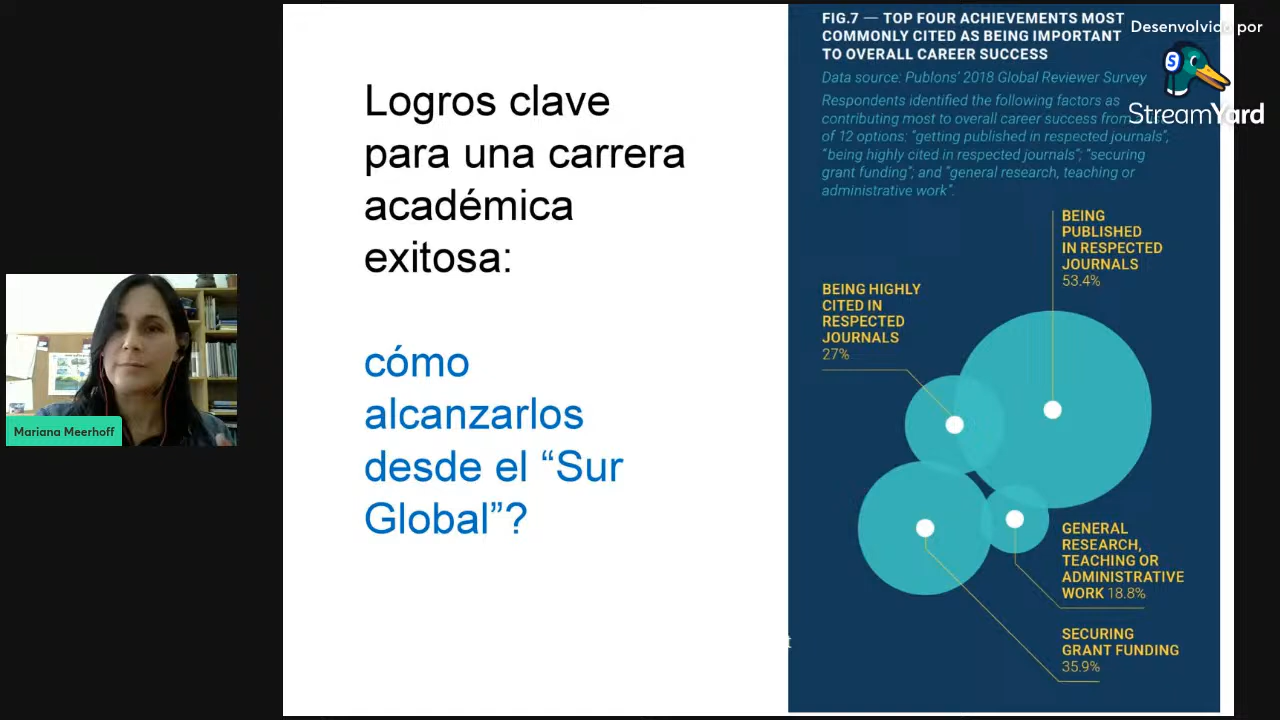 Logros clave
para una carrera
académica
exitosa:
cómo
alcanzarlos
desde el “Sur
Global”?
FIG.7 — TOP FOUR ACHIEVEMENTS MOST
COMMONLY CITED AS BEING IMPORTANT
TO OVERALL CAREER SUCCESS
Data source: Publons’ 2018 Global Reviewer Survey
Respondents identified the following factors as
contributing most to overall career success from
of 12 options: “getting published in respected journals”,
“being highly cited in respected journals”; “securing
grant funding”; and “general research, teaching or
administrative work”.
BEING
PUBLISHED
IN RESPECTED
JOURNALS
53.4%
BEING HIGHLY
CITED IN
RESPECTED
JOURNALS
27%
GENERAL
RESEARCH,
TEACHING OR
ADMINISTRATIVE
WORK 18.8%
SECURING
GRANT FUNDING
35.9%
Desenvolvido por
S
StreamYard
Mariana Meerhoff